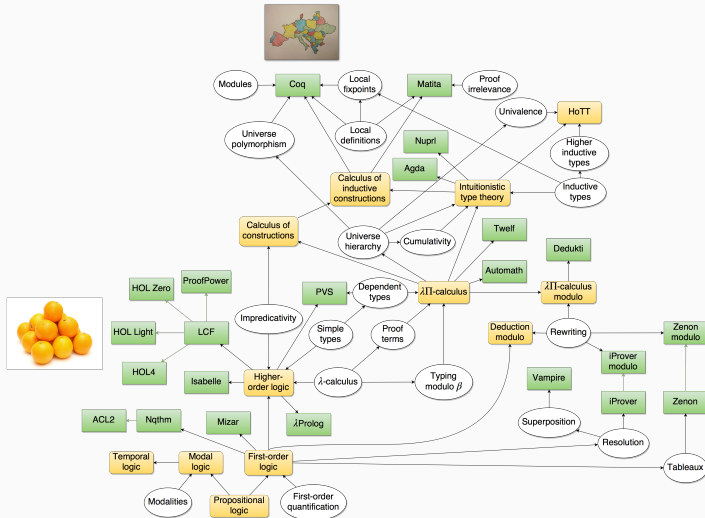 Modules
Coq
Local
fixpoints
Matita
Proof
irrelevance
Univalence
HoTT
Universe
polymorphism
Local
definitions
Nuprl
Higher
inductive
types
Agda
Calculus of
inductive constructions
Intuitionistic
type theory
Inductive
types
Calculus of
constructions
Universe
hierarchy
Cumulativity
Twelf
Dedukti
Automath
HOL Zero
ProofPower
PVS
Dependent
types
λΠ-calculus
λΠ-calculus
modulo
HOL Light
LCF
Impredicativity
Simple
types
Proof
terms
Deduction
modulo
Rewriting
Zenon
modulo
HOL4
Isabelle
Higher-
order logic
λ-calculus
Typing
modulo β
Vampire
iProver
modulo
iProver
Zenon
ACL2
Nqthm
Mizar
λProlog
Superposition
Resolution
Temporal
logic
Modal
logic
First-order
logic
Tableaux
Modalities
Propositional
logic
First-order
quantification